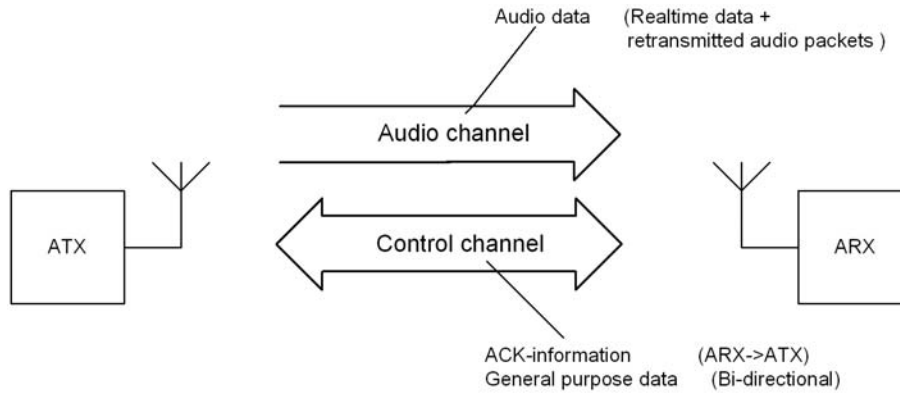 Audio data (Realtime data +
retransmitted audio packets )
Audio channel
ATX
Control channel
ARX
ACK-information (ARX->ATX)
General purpose data (Bi-directional)